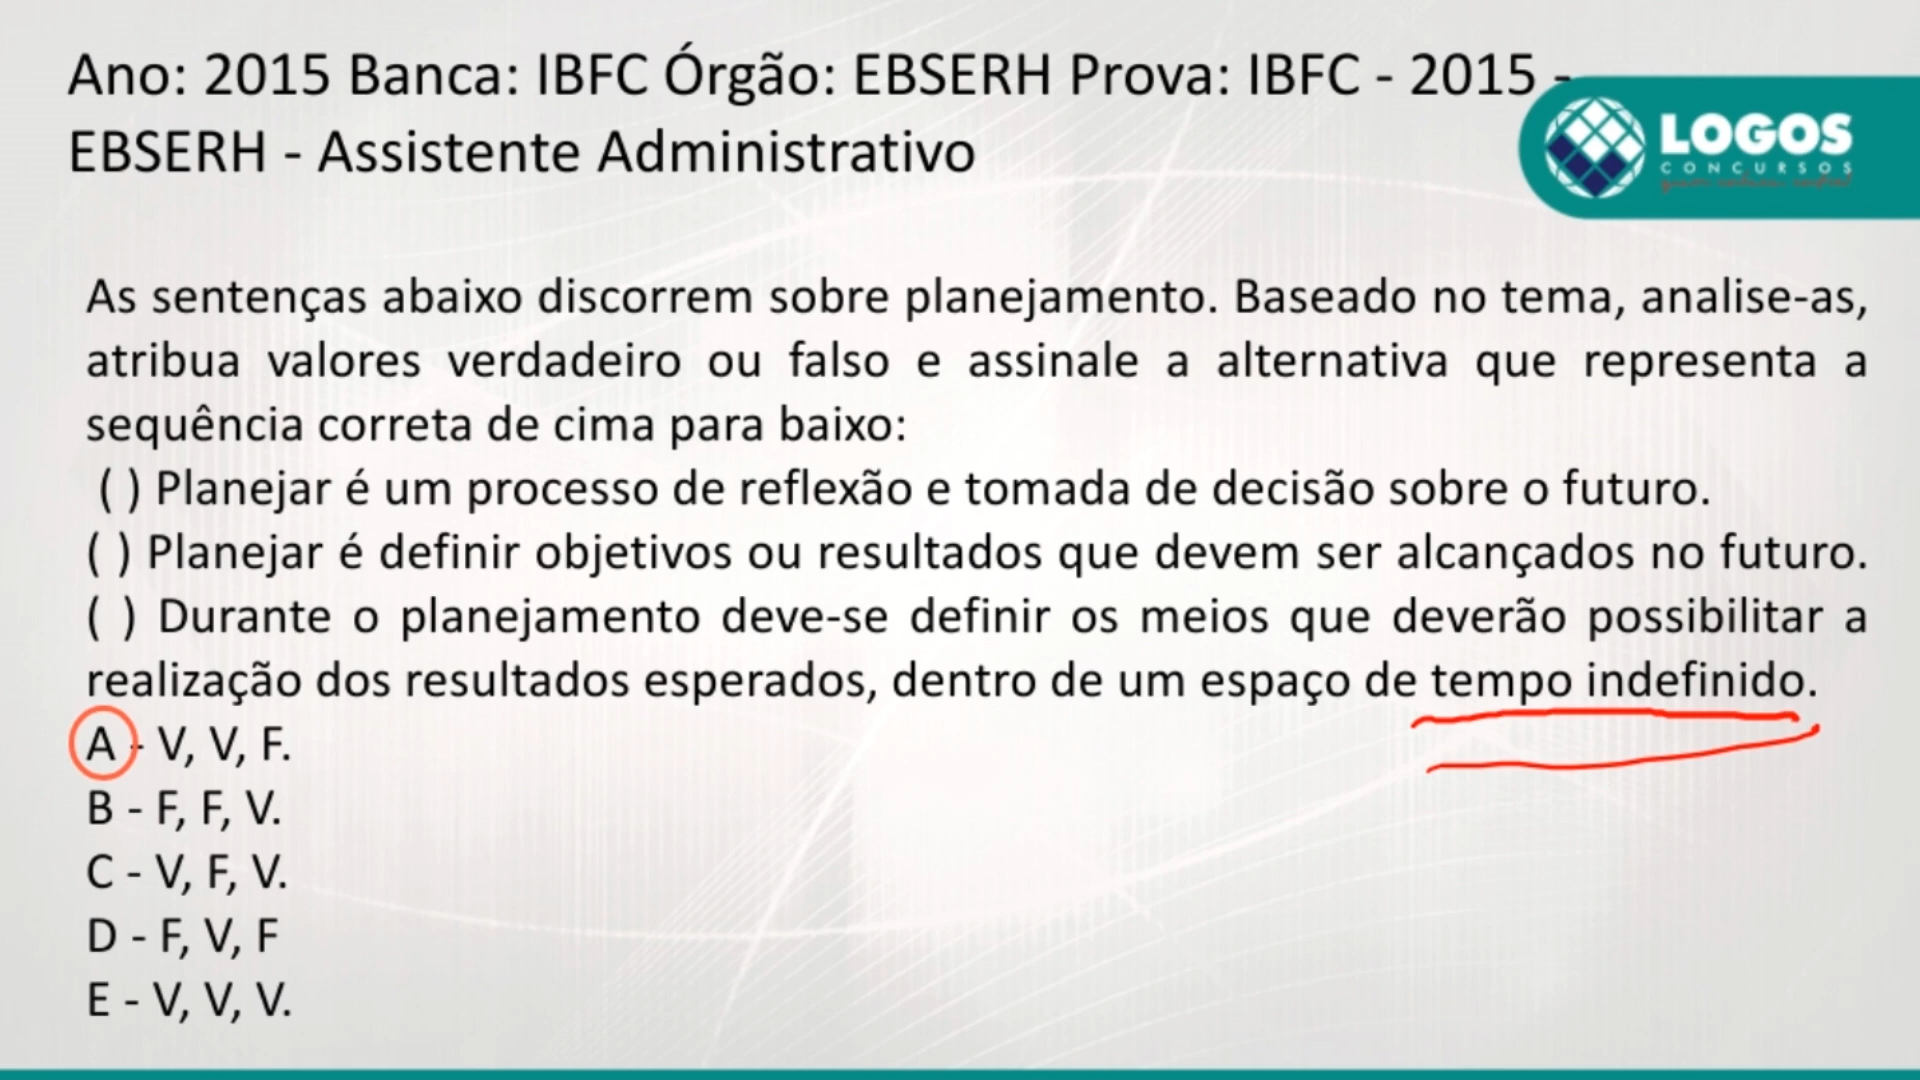 Ano: 2015 Banca: IBFC Órgão: EBSERH Prova: IBFC - 2015 -
EBSERH - Assistente Administrativo
LOGOS
CONCURSOS
As sentenças abaixo discorrem sobre planejamento. Baseado no tema, analise-as,
atribua valores verdadeiro ou falso e assinale a alternativa que representa a
sequência correta de cima para baixo:
( ) Planejar é um processo de reflexão e tomada de decisão sobre o futuro.
( ) Planejar é definir objetivos ou resultados que devem ser alcançados no futuro.
( ) Durante o planejamento deve-se definir os meios que deverão possibilitar a
realização dos resultados esperados, dentro de um espaço de tempo indefinido.
A - V, V, F.
B - F, F, V.
C - V, F, V.
D - F, V, F
E - V, V, V.